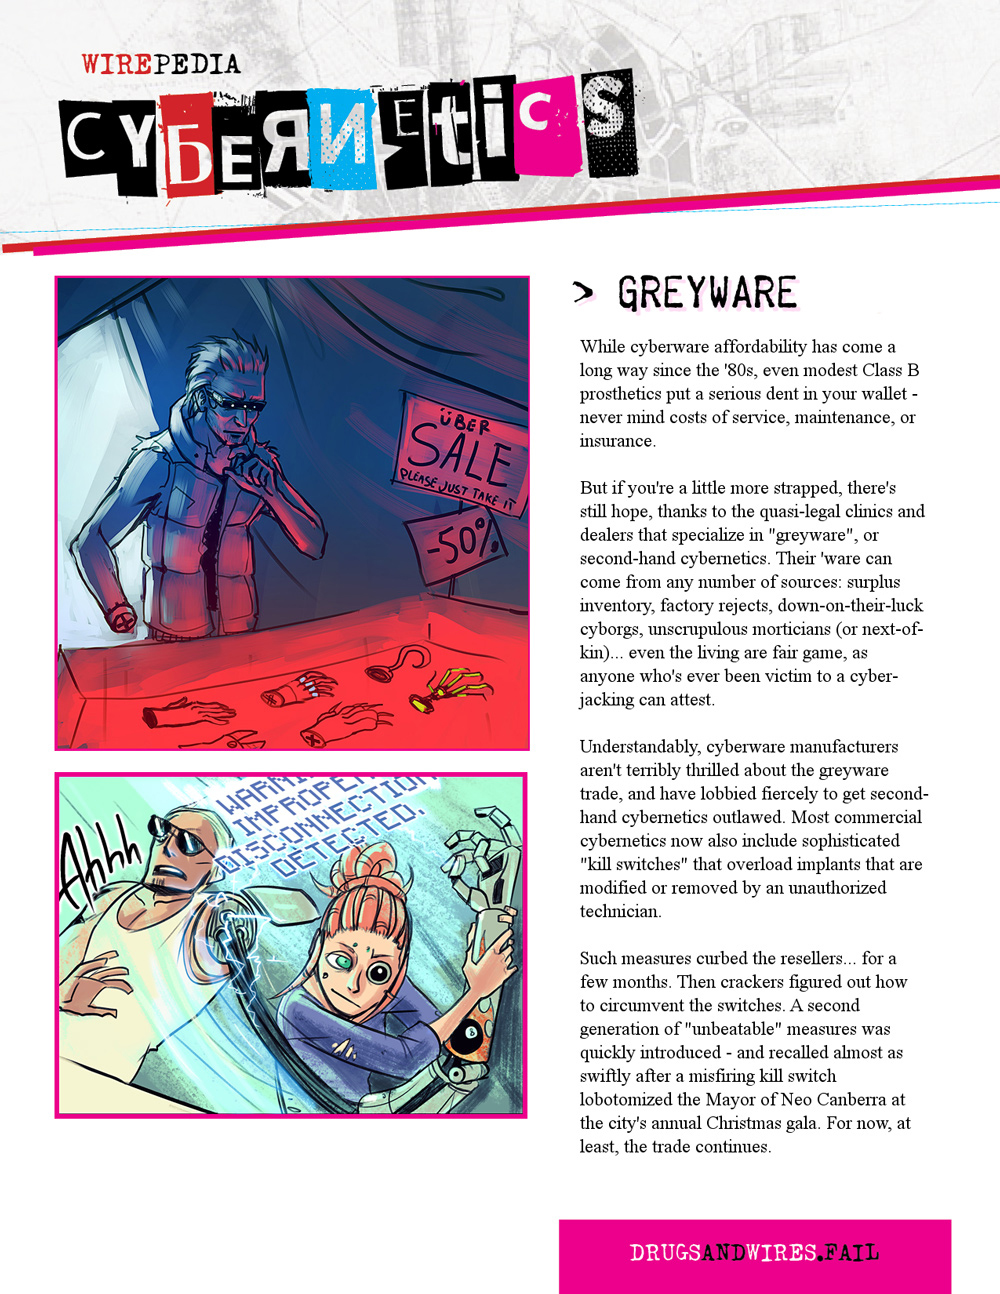 WIREPEDIA
CYБEЯИETiCS
> GREYWARE
While cyberware affordability has come a
long way since the '80s, even modest Class B
prosthetics put a serious dent in your wallet -
never mind costs of service, maintenance, or
insurance.
But if you're a little more strapped, there's
still hope, thanks to the quasi-legal clinics and
dealers that specialize in "greyware", or
second-hand cybernetics. Their 'ware can
come from any number of sources: surplus
inventory, factory rejects, down-on-their-luck
cyborgs, unscrupulous morticians (or next-of-
kin)... even the living are fair game, as
anyone who's ever been victim to a cyber-
jacking can attest.
Understandably, cyberware manufacturers
aren't terribly thrilled about the greyware
trade, and have lobbied fiercely to get second-
hand cybernetics outlawed. Most commercial
cybernetics now also include sophisticated
"kill switches" that overload implants that are
modified or removed by an unauthorized
technician.
Such measures curbed the resellers... for a
few months. Then crackers figured out how
to circumvent the switches. A second
generation of "unbeatable" measures was
quickly introduced - and recalled almost as
swiftly after a misfiring kill switch
lobotomized the Mayor of Neo Canberra at
the city's annual Christmas gala. For now, at
least, the trade continues.
ÜBER
SALE
PLEASE JUST TAKE IT
-50%
WARNING
IMPROPER
DISCONNECTION
DETECTED.
Ahhh
8
DRUGSANDWIRES.FAIL